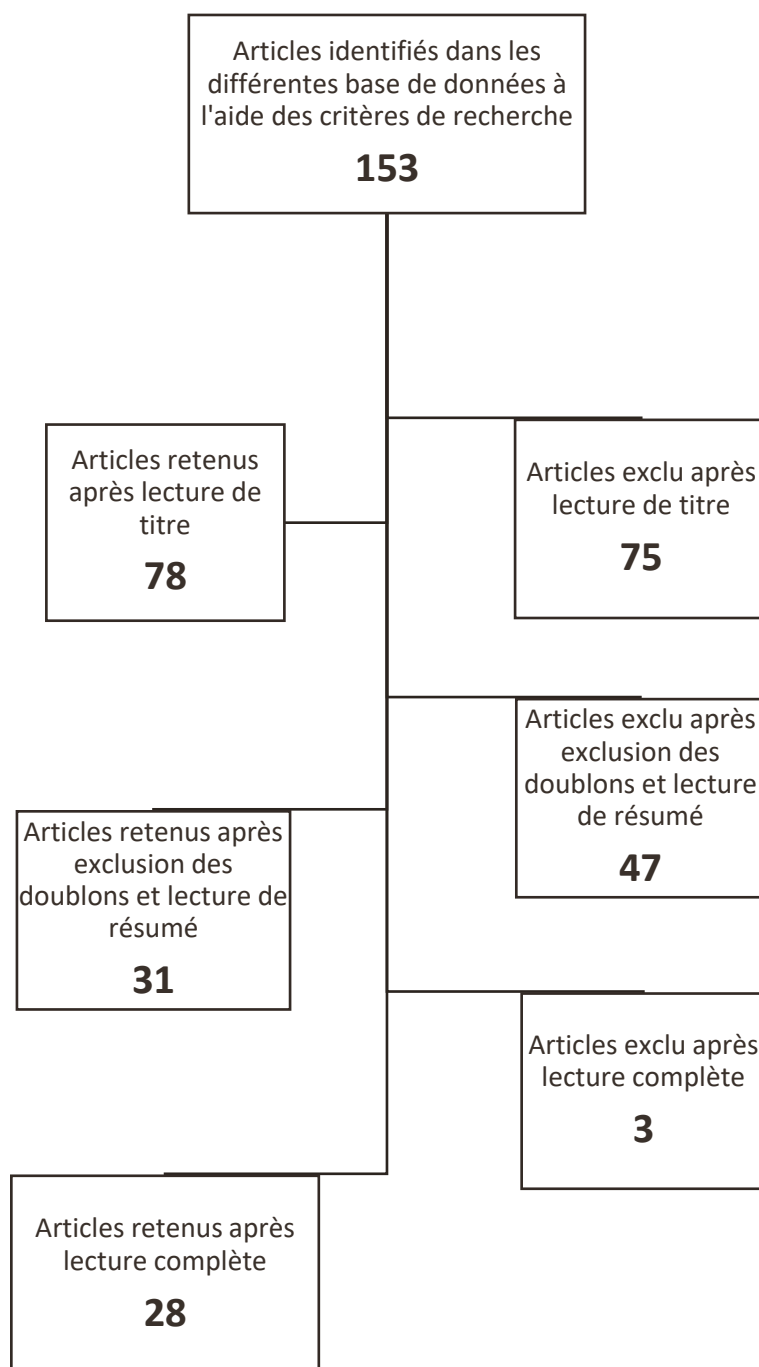 Articles identifiés dans les
différentes base de données à
l'aide des critères de recherche
153
Articles retenus
après lecture de
titre
78
Articles exclu après
lecture de titre
75
Articles exclu après
exclusion des
doublons et lecture
de résumé
47
Articles retenus après
exclusion des
doublons et lecture de
résumé
31
Articles exclu après
lecture complète
3
Articles retenus après
lecture complète
28